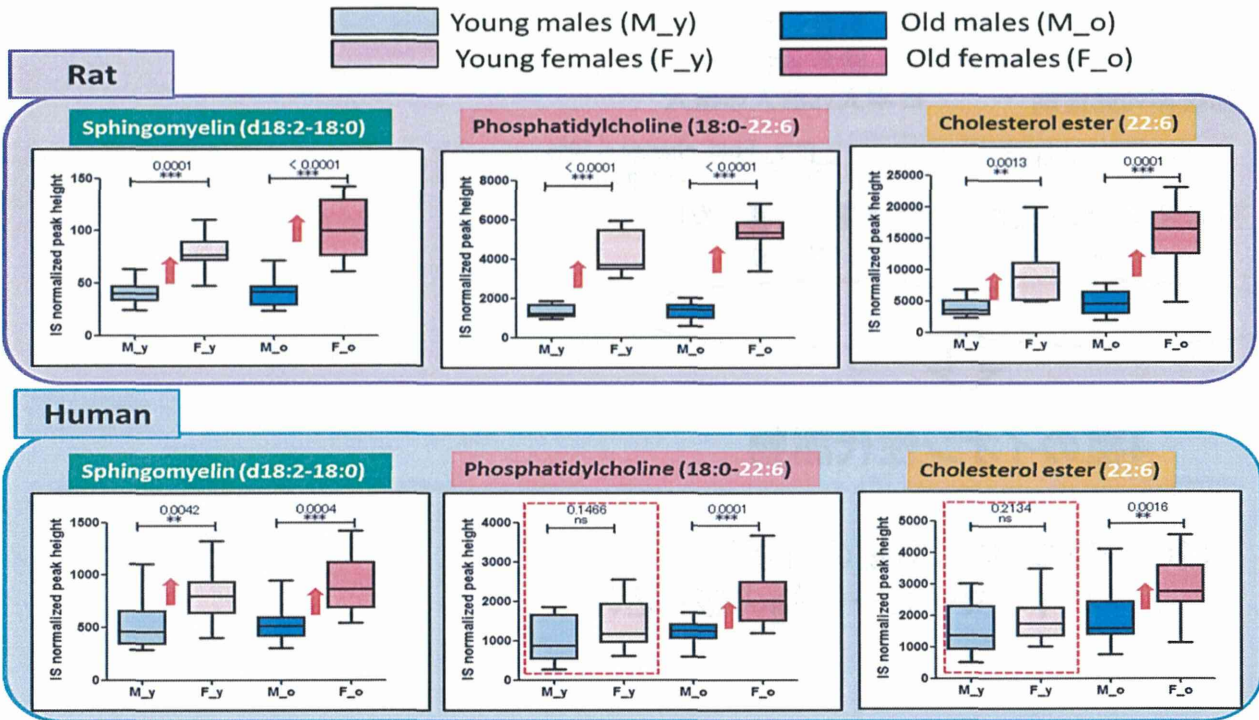 Young males (M_y)
Old males (M_o)
Young females (F_y)
Old females (F_o)
Rat
Sphingomyelin (d18:2-18:0)
IS normalized peak height
150
100
50
0
0.0001
***
< 0.0001
***
M_y F_y M_o F_o
Phosphatidylcholine (18:0-22:6)
IS normalized peak height
8000
6000
4000
2000
0
< 0.0001
***
< 0.0001
***
M_y F_y M_o F_o
Cholesterol ester (22:6)
IS normalized peak height
25000
20000
15000
10000
5000
0
0.0013
**
0.0001
***
M_y F_y M_o F_o
Human
Sphingomyelin (d18:2-18:0)
IS normalized peak height
1500
1000
500
0
0.0042
**
0.0004
***
M_y F_y M_o F_o
Phosphatidylcholine (18:0-22:6)
IS normalized peak height
4000
3000
2000
1000
0
0.1466
ns
0.0001
***
M_y F_y M_o F_o
Cholesterol ester (22:6)
IS normalized peak height
5000
4000
3000
2000
1000
0
0.2134
ns
0.0016
**
M_y F_y M_o F_o